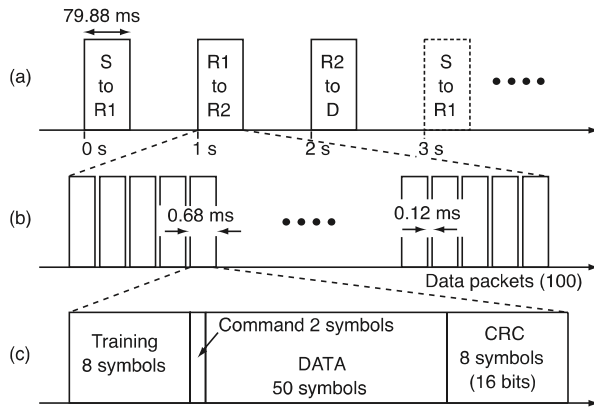 79.88 ms
(a)
S
to
R1
R1
to
R2
R2
to
D
S
to
R1
0 s
1 s
2 s
3 s
(b)
0.68 ms
0.12 ms
Data packets (100)
(c)
Training
8 symbols
Command 2 symbols
DATA
50 symbols
CRC
8 symbols
(16 bits)